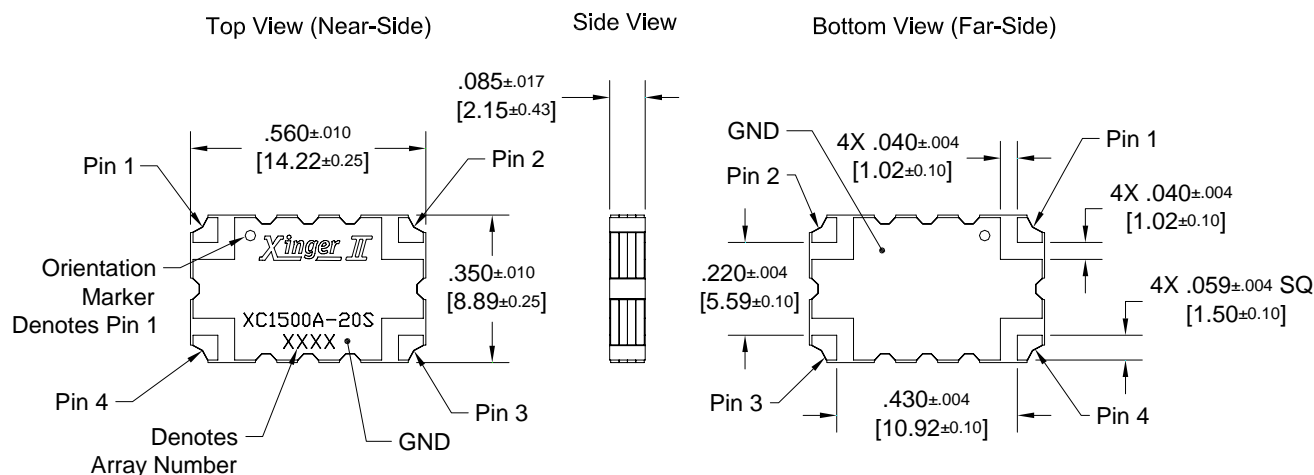 Top View (Near-Side)
Side View
Bottom View (Far-Side)
.085±.017
[2.15±0.43]
.560±.010
[14.22±0.25]
Pin 1
Pin 2
GND
4X .040±.004
[1.02±0.10]
Pin 1
Pin 2
4X .040±.004
[1.02±0.10]
Xinger II
Orientation
Marker
Denotes Pin 1
.350±.010
[8.89±0.25]
.220±.004
[5.59±0.10]
4X .059±.004 SQ
[1.50±0.10]
XC1500A-20S
XXXX
Pin 4
Pin 3
Denotes
Array Number
GND
Pin 3
.430±.004
[10.92±0.10]
Pin 4